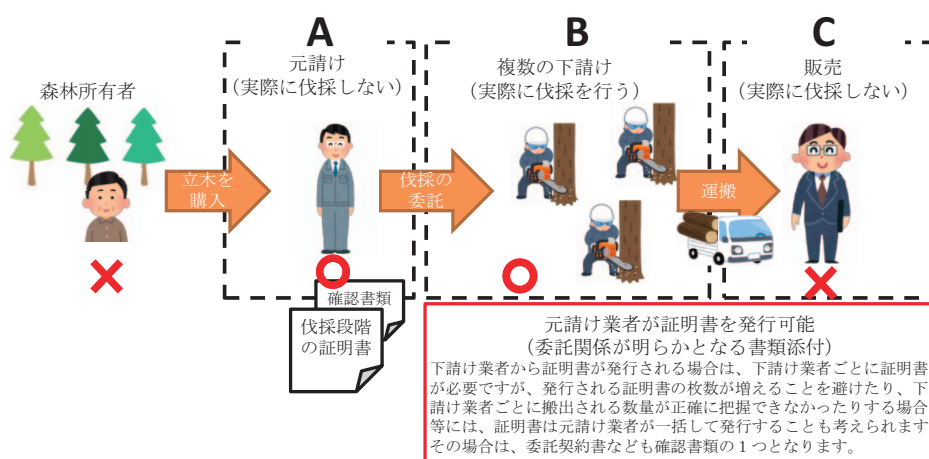 A
B
C
元請け
(実際に伐採しない)
複数の下請け
(実際に伐採を行う)
販売
(実際に伐採しない)
森林所有者
立木を
購入
伐採の
委託
運搬
確認書類
伐採段階
の証明書
元請け業者が証明書を発行可能
(委託関係が明らかとなる書類添付)
下請け業者から証明書が発行される場合は、下請け業者ごとに証明書
が必要ですが、発行される証明書の枚数が増えることを避けたり、下
請け業者ごとに搬出される数量が正確に把握できなかったりする場合
等には、証明書は元請け業者が一括して発行することも考えられます
その場合は、委託契約書なども確認書類の1つとなります。